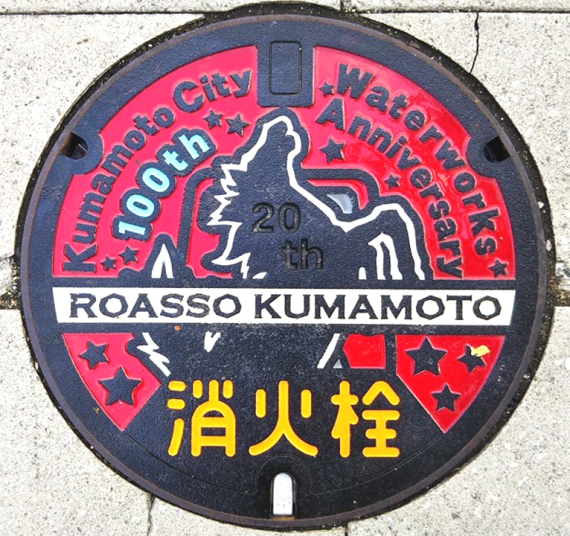 Kumamoto City Waterworks
100th Anniversary
20
th
ROASSO KUMAMOTO
消火栓